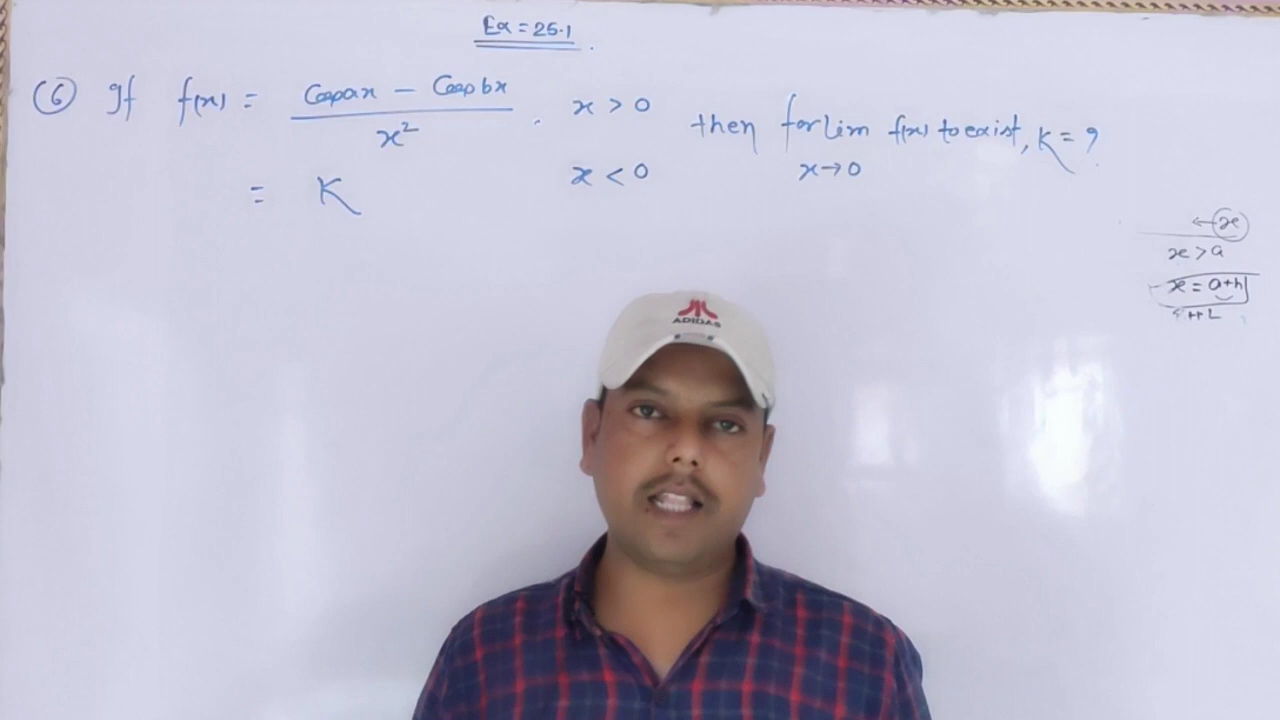 Ex = 25.1
(6) If f(x) = Cos ax - Cos bx / x² , x > 0 then for lim x→0 f(x) to exist, K = ?
= K x < 0
← x
x > a
x = a+h
ADIDAS